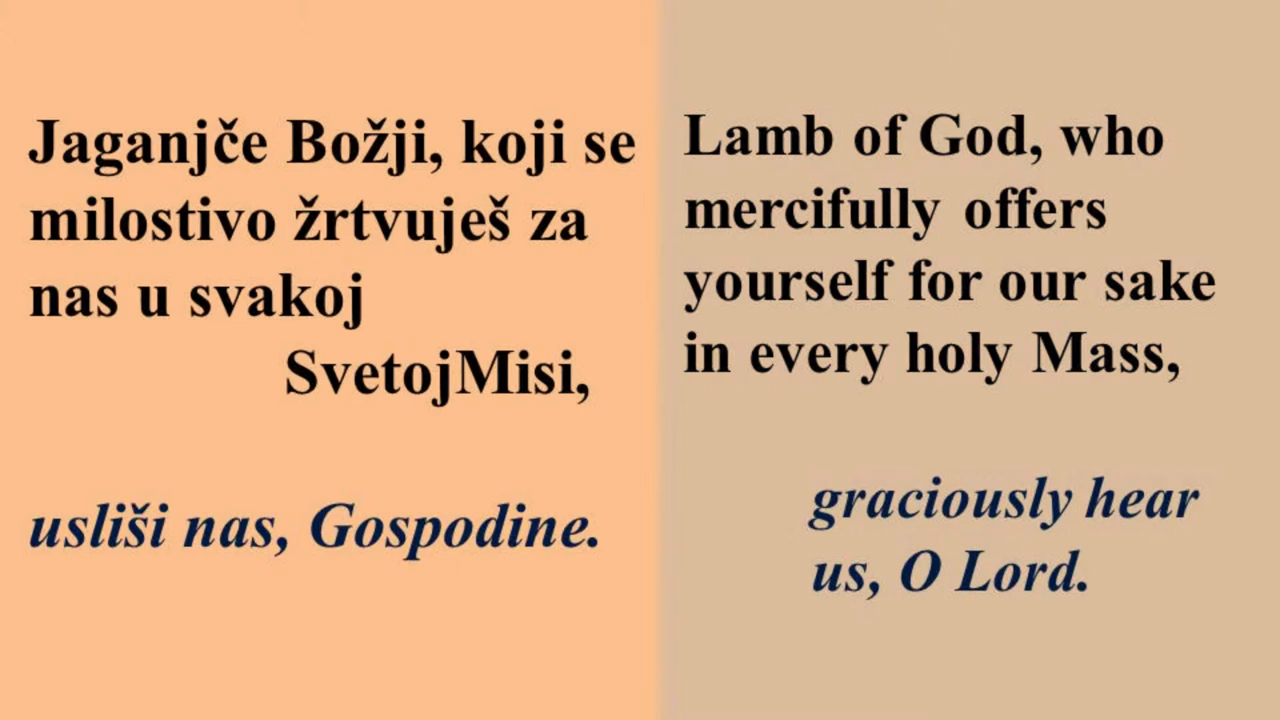 Jaganjče Božji, koji se
milostivo žrtvuješ za
nas u svakoj
SvetojMisi,
usliši nas, Gospodine.
Lamb of God, who
mercifully offers
yourself for our sake
in every holy Mass,
graciously hear
us, O Lord.